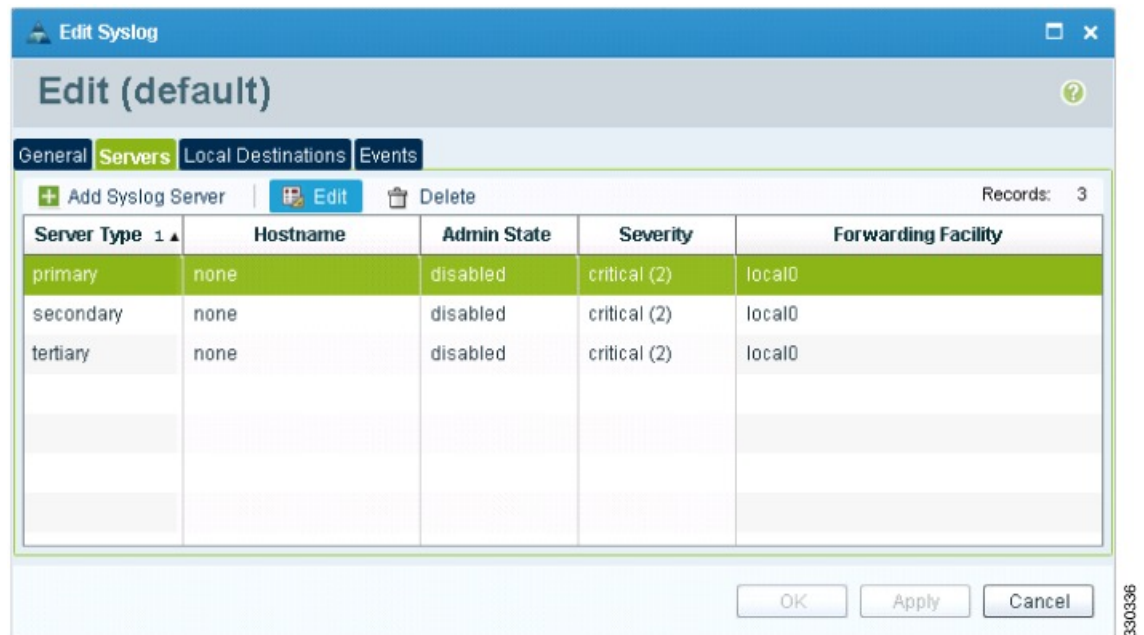 Edit Syslog
Edit (default)
?
General Servers Local Destinations Events
Add Syslog Server Edit Delete Records: 3
Server Type 1 Hostname Admin State Severity Forwarding Facility
primary none disabled critical (2) local0
secondary none disabled critical (2) local0
tertiary none disabled critical (2) local0
OK Apply Cancel
330336